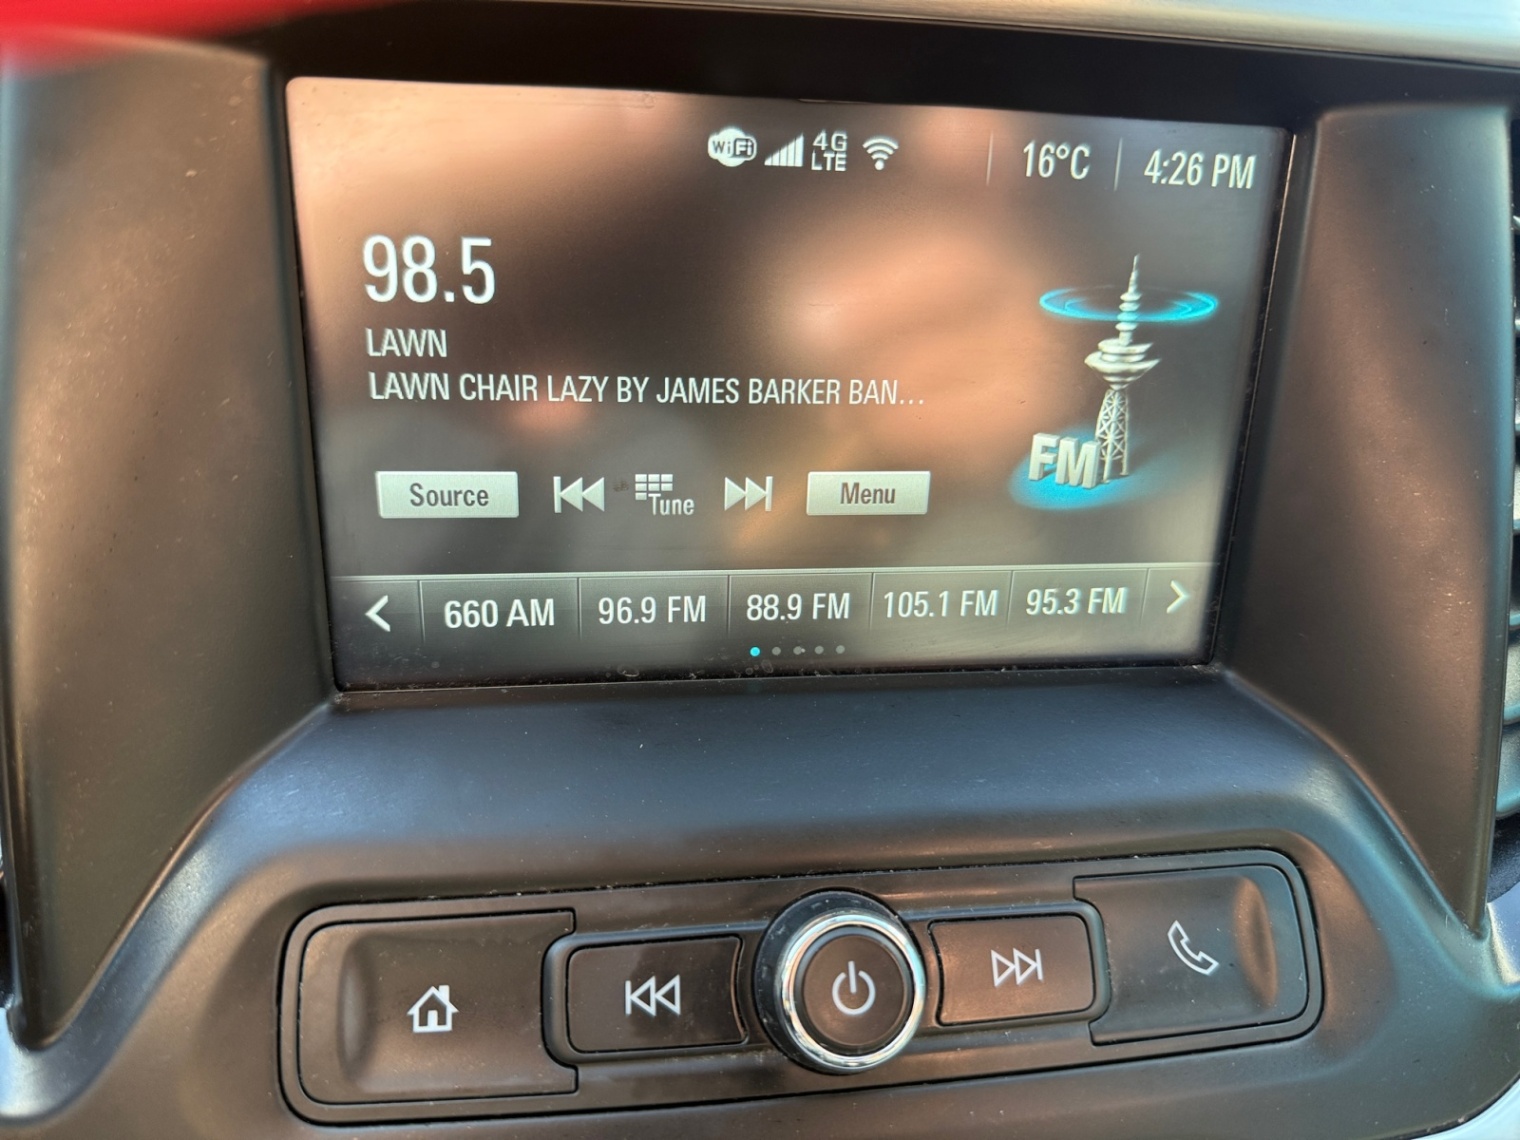 WiFi 4G LTE 16°C 4:26 PM
98.5
LAWN
LAWN CHAIR LAZY BY JAMES BARKER BAN...
Source Tune Menu
FM
660 AM 96.9 FM 88.9 FM 105.1 FM 95.3 FM